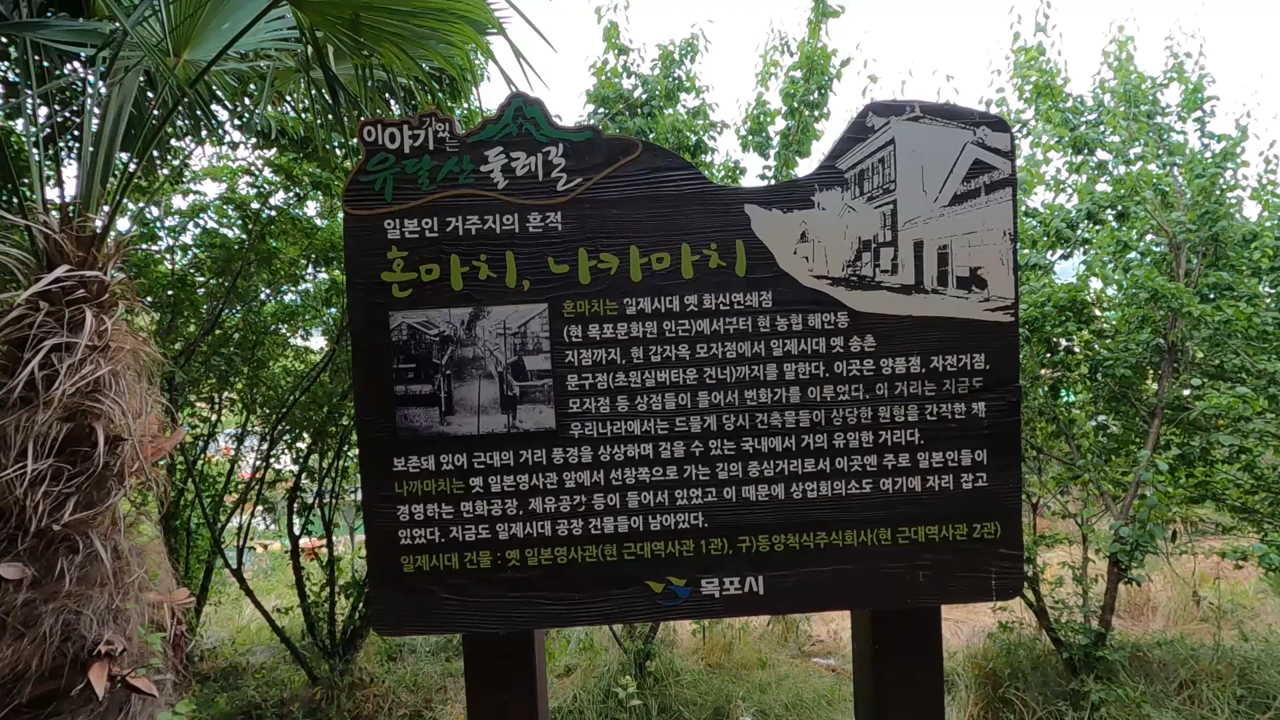 이야기가있는
유달산 둘레길
일본인 거주지의 흔적
혼마치, 나카마치
혼마치는 일제시대 옛 화신연쇄점
(현 목포문화원 인근)에서부터 현 농협 해안동
지점까지, 현 갑자옥 모자점에서 일제시대 옛 송촌
문구점(초원실버타운 건너)까지를 말한다. 이곳은 양품점, 자전거점,
모자점 등 상점들이 들어서 번화가를 이루었다. 이 거리는 지금도
우리나라에서는 드물게 당시 건축물들이 상당한 원형을 간직한 채
보존돼 있어 근대의 거리 풍경을 상상하며 걸을 수 있는 국내에서 거의 유일한 거리다.
나까마치는 옛 일본영사관 앞에서 선창쪽으로 가는 길의 중심거리로서 이곳엔 주로 일본인들이
경영하는 면화공장, 제유공장 등이 들어서 있었고 이 때문에 상업회의소도 여기에 자리 잡고
있었다. 지금도 일제시대 공장 건물들이 남아있다.
일제시대 건물 : 옛 일본영사관(현 근대역사관 1관), 구)동양척식주식회사(현 근대역사관 2관)
목포시